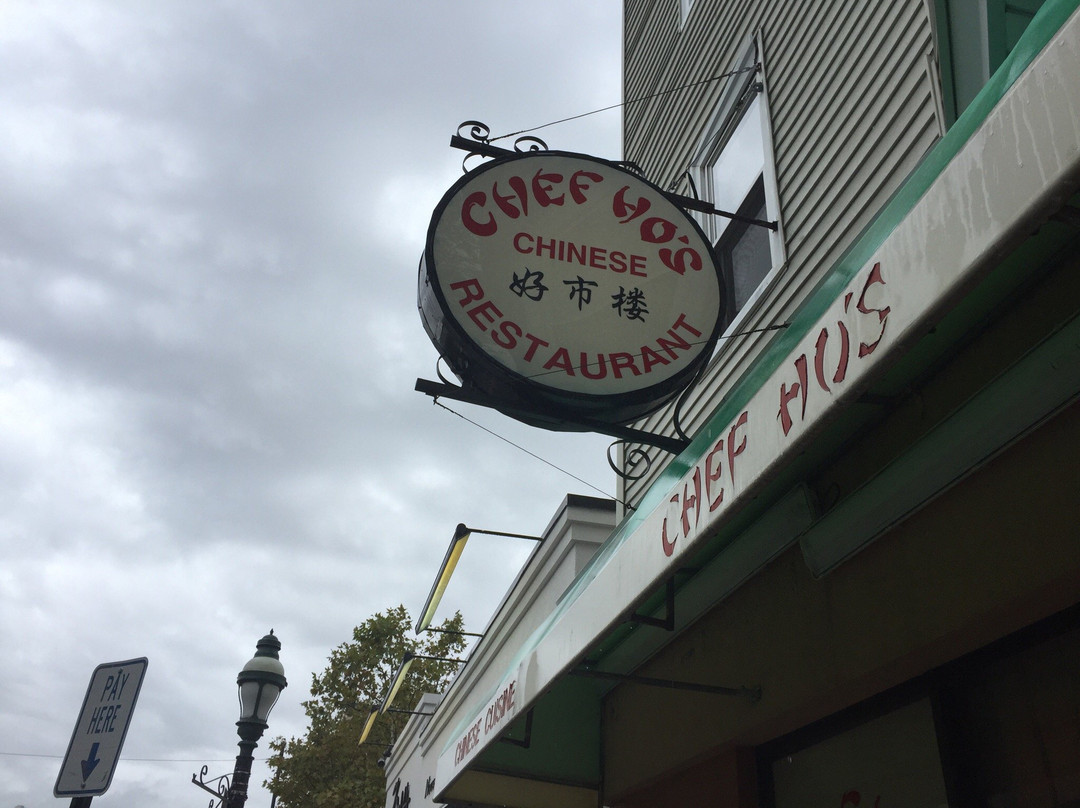 CHEF HO'S
CHINESE
好市楼
RESTAURANT
CHEF HO'S
CHINESE CUISINE
PAY
HERE